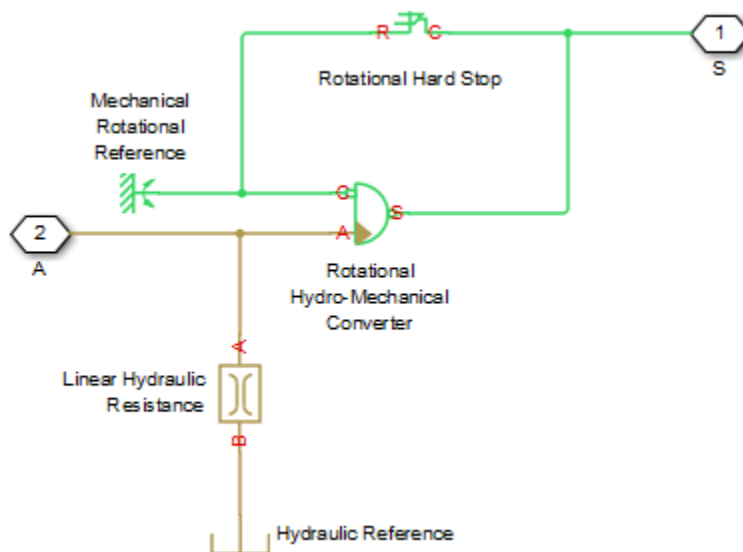 R
C
1
S
Rotational Hard Stop
Mechanical
Rotational
Reference
C
S
2
A
A
Rotational
Hydro-Mechanical
Converter
A
Linear Hydraulic
Resistance
B
Hydraulic Reference